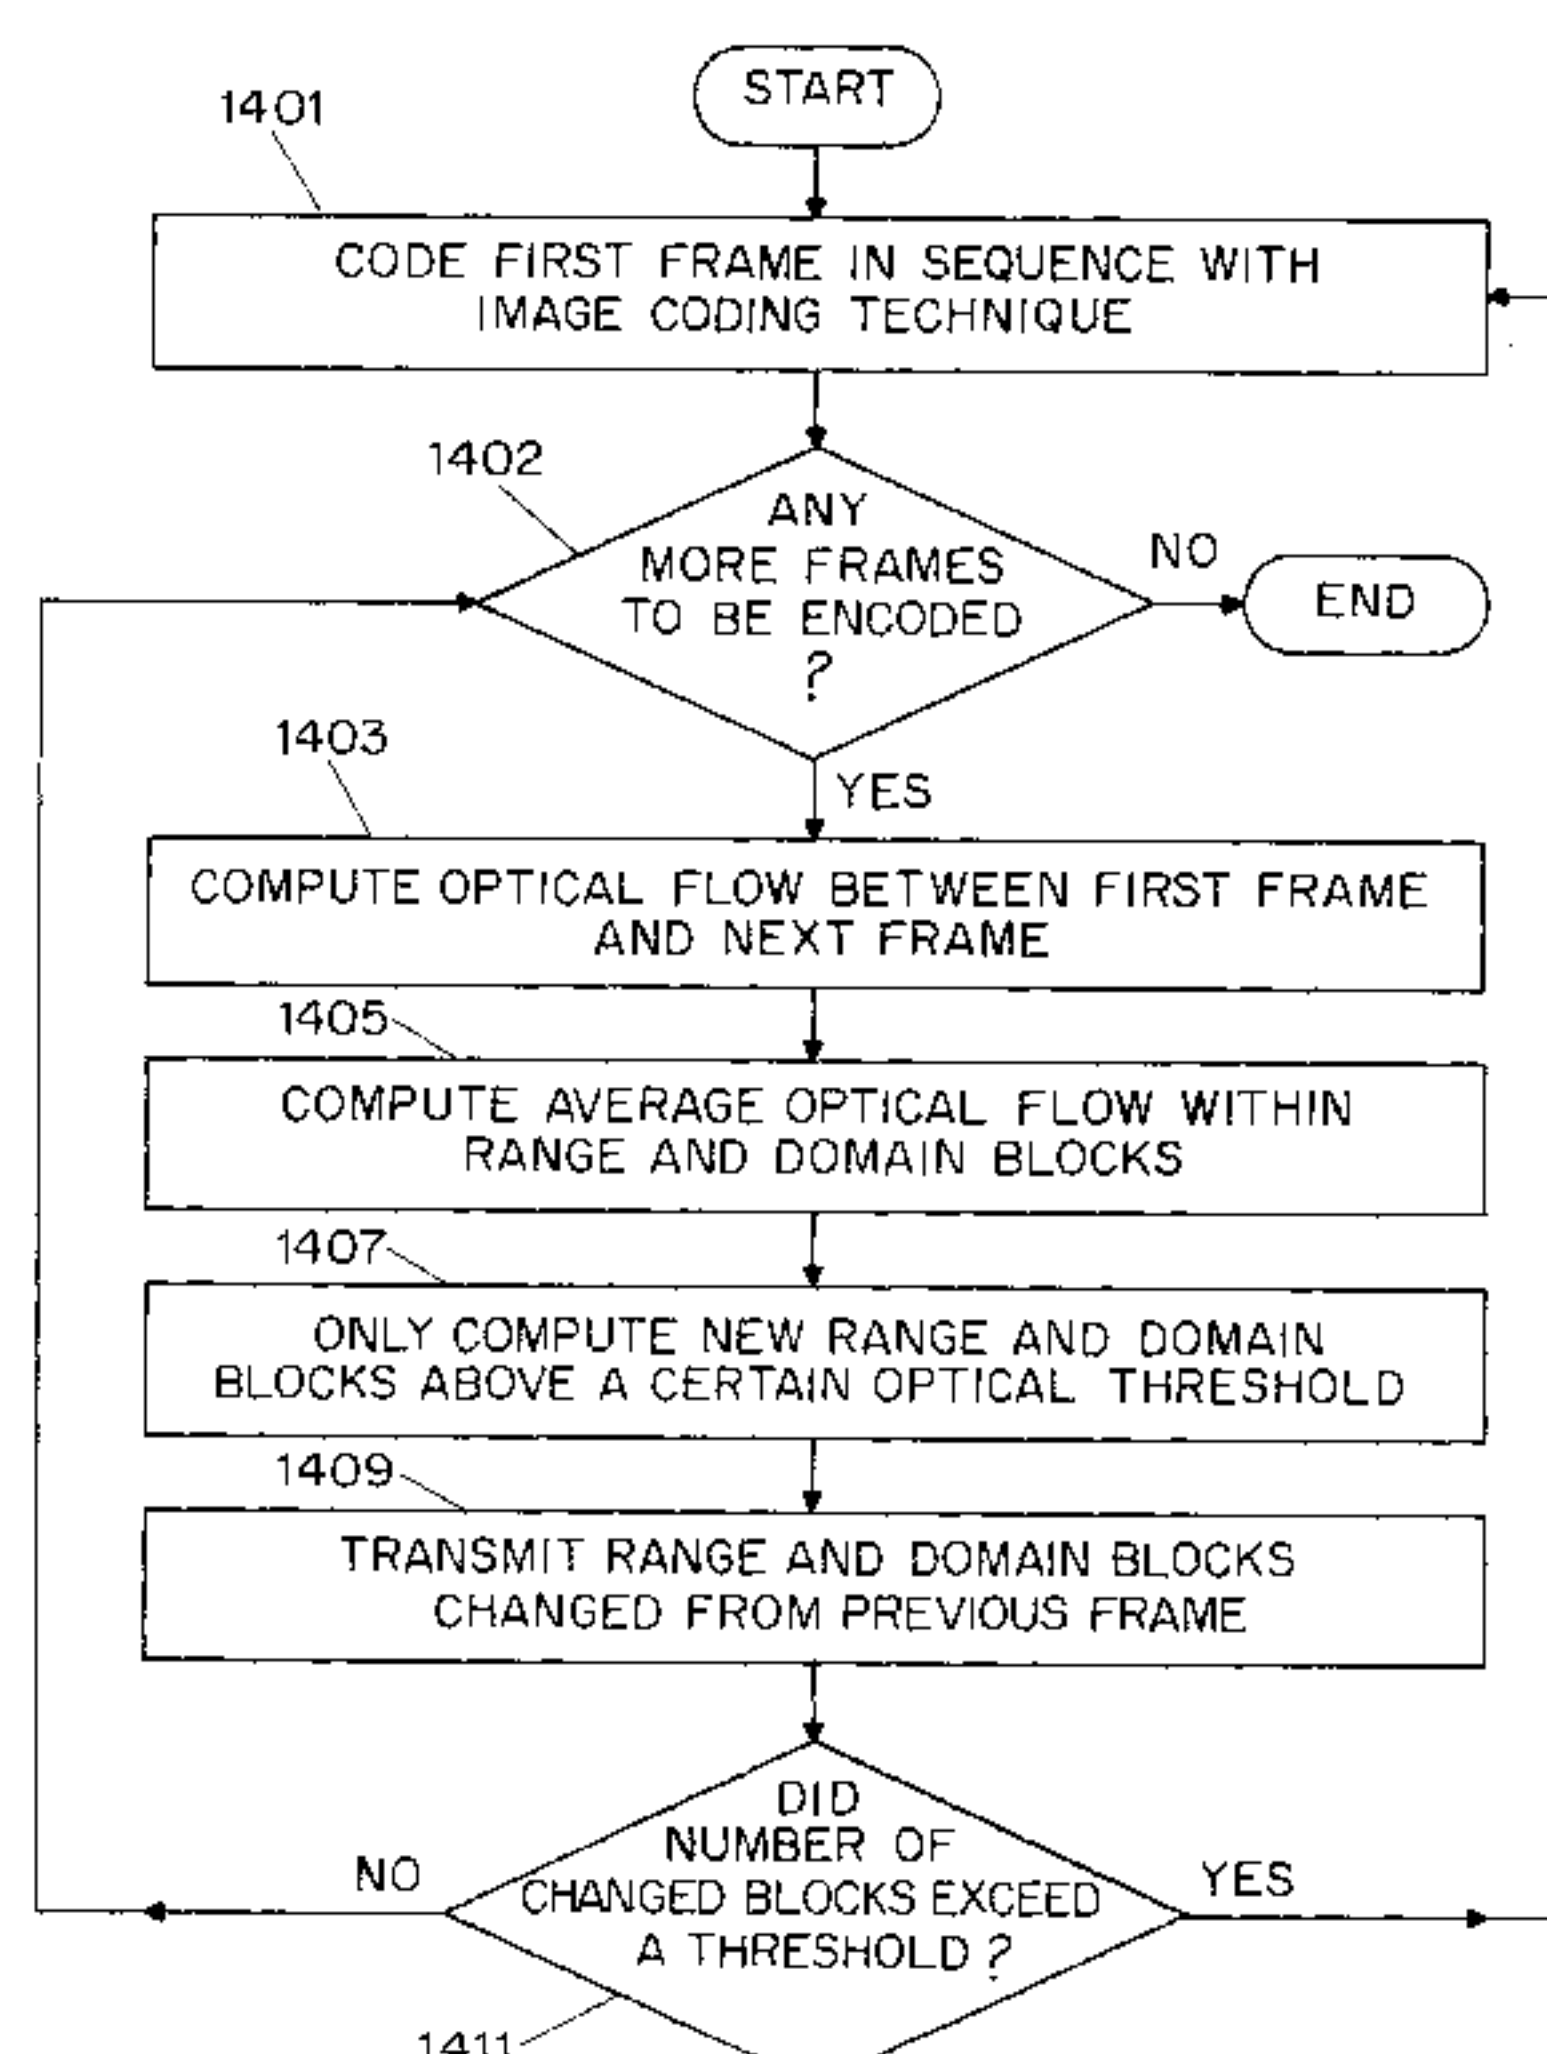 START
1401
CODE FIRST FRAME IN SEQUENCE WITH
IMAGE CODING TECHNIQUE
1402
ANY
MORE FRAMES
TO BE ENCODED
?
NO
END
1403
YES
COMPUTE OPTICAL FLOW BETWEEN FIRST FRAME
AND NEXT FRAME
1405
COMPUTE AVERAGE OPTICAL FLOW WITHIN
RANGE AND DOMAIN BLOCKS
1407
ONLY COMPUTE NEW RANGE AND DOMAIN
BLOCKS ABOVE A CERTAIN OPTICAL THRESHOLD
1409
TRANSMIT RANGE AND DOMAIN BLOCKS
CHANGED FROM PREVIOUS FRAME
DID
NUMBER OF
CHANGED BLOCKS EXCEED
A THRESHOLD?
NO
YES
1411